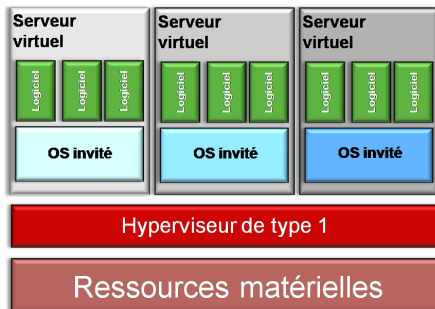 Serveur
virtuel
Logiciel
Logiciel
Logiciel
OS invité
Serveur
virtuel
Logiciel
Logiciel
Logiciel
OS invité
Serveur
virtuel
Logiciel
Logiciel
Logiciel
OS invité
Hyperviseur de type 1
Ressources matérielles